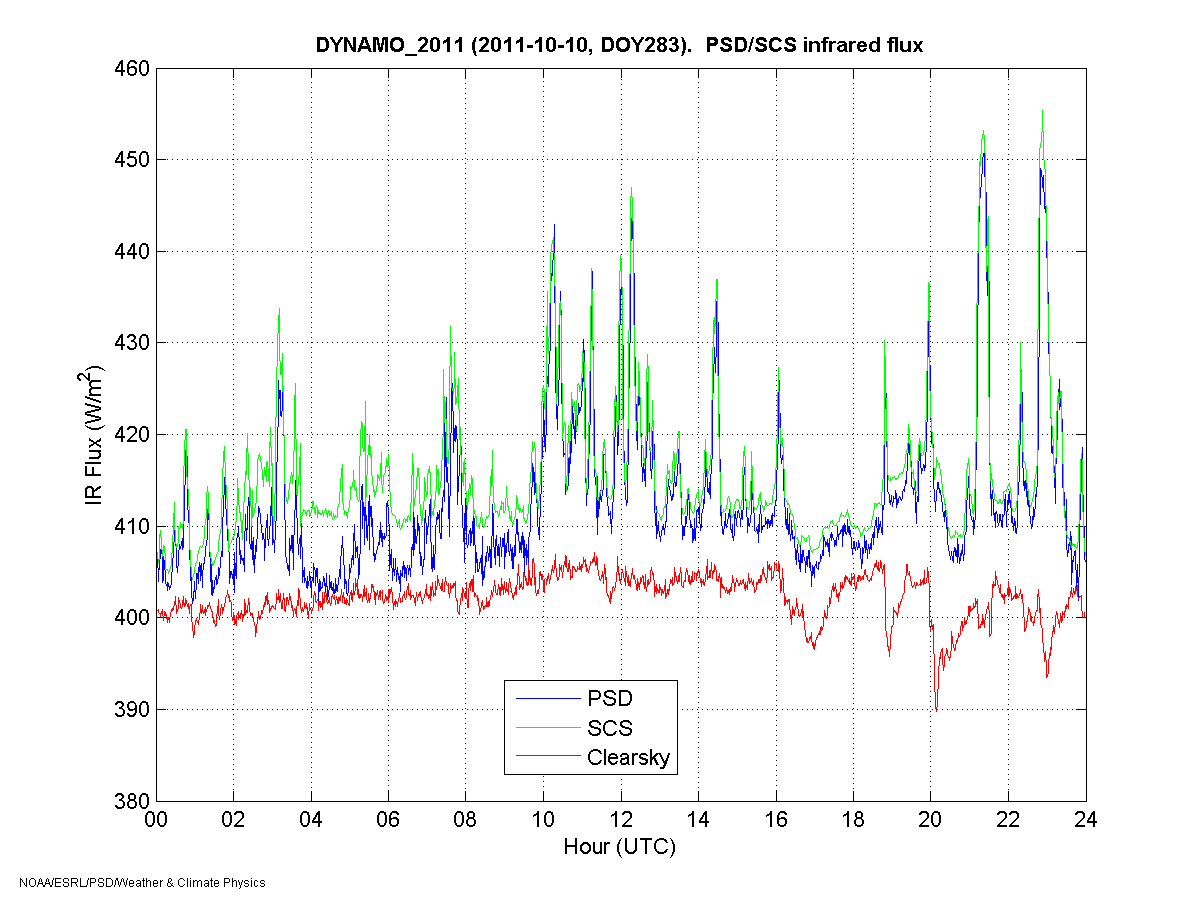 DYNAMO_2011 (2011-10-10, DOY283).  PSD/SCS infrared flux
460
450
440
430
420
410
400
390
380
IR Flux (W/m²)
PSD
SCS
Clearsky
00 02 04 06 08 10 12 14 16 18 20 22 24
Hour (UTC)
NOAA/ESRL/PSD/Weather & Climate Physics